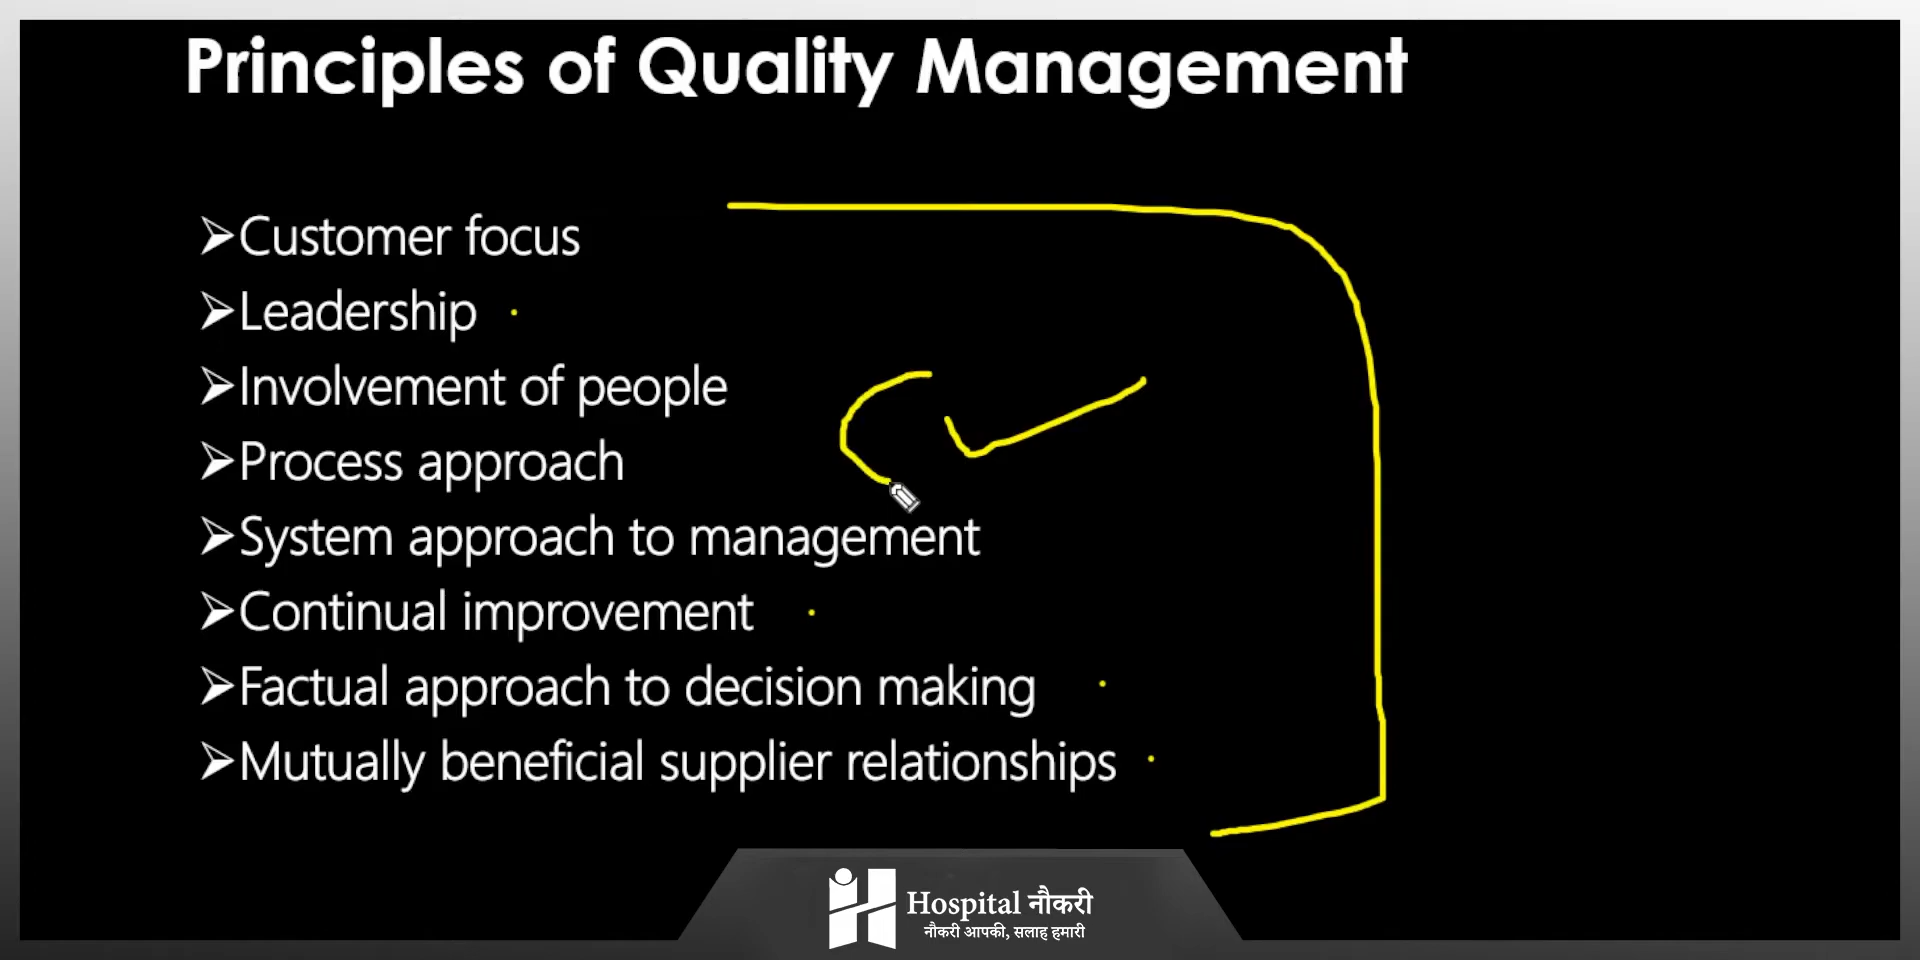 Principles of Quality Management
➢Customer focus
➢Leadership
➢Involvement of people
➢Process approach
➢System approach to management
➢Continual improvement
➢Factual approach to decision making
➢Mutually beneficial supplier relationships
Hospital नौकरी
नौकरी आपकी, सलाह हमारी